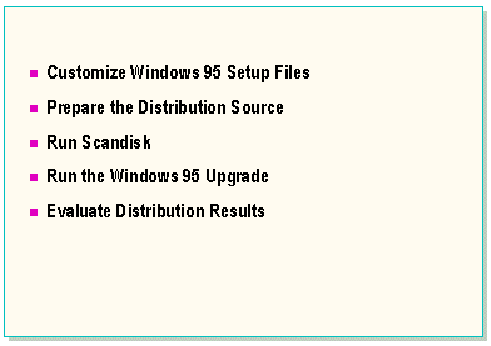 Customize Windows 95 Setup Files
Prepare the Distribution Source
Run Scandisk
Run the Windows 95 Upgrade
Evaluate Distribution Results